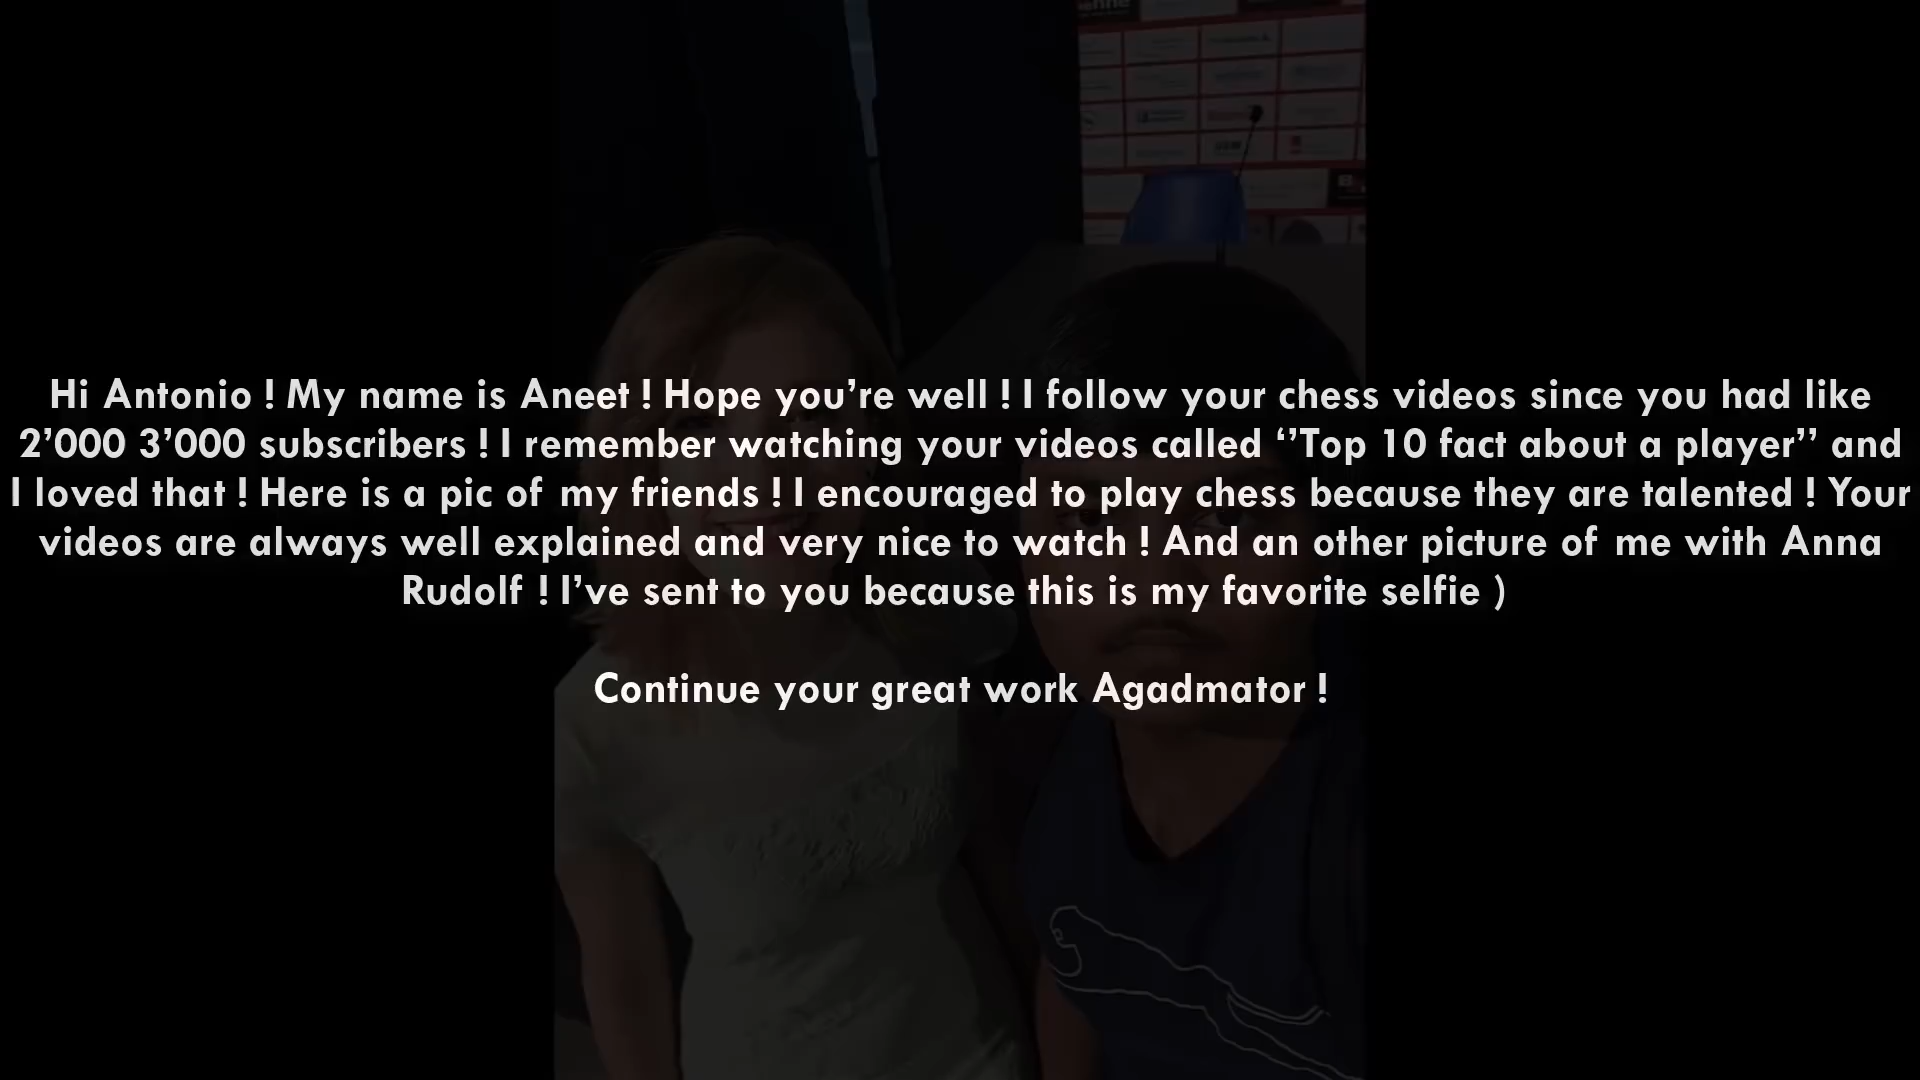 Hi Antonio ! My name is Aneet ! Hope you’re well ! I follow your chess videos since you had like
2’000 3’000 subscribers ! I remember watching your videos called ‘’Top 10 fact about a player’’ and
I loved that ! Here is a pic of my friends ! I encouraged to play chess because they are talented ! Your
videos are always well explained and very nice to watch ! And an other picture of me with Anna
Rudolf ! I’ve sent to you because this is my favorite selfie )
Continue your great work Agadmator !